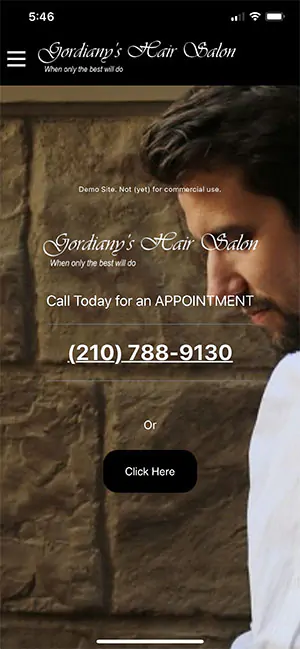 5:46
Gordiany's Hair Salon
When only the best will do
Demo Site. Not (yet) for commercial use.
Gordiany's Hair Salon
When only the best will do
Call Today for an APPOINTMENT
(210) 788-9130
Or
Click Here